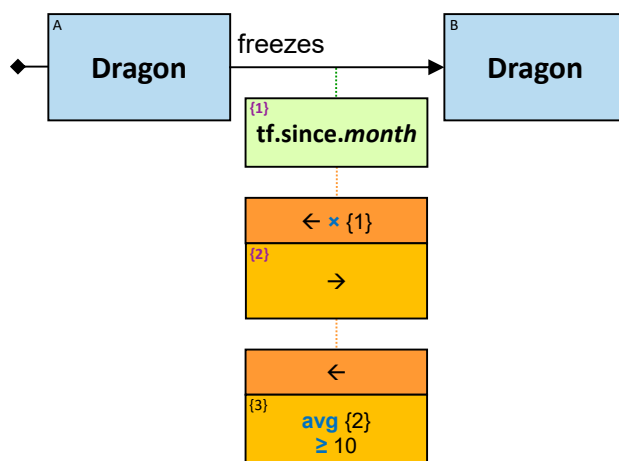 A
Dragon
freezes
B
Dragon
{1}
tf.since.month
← × {1}
{2}
→
←
{3}
avg {2}
≥ 10